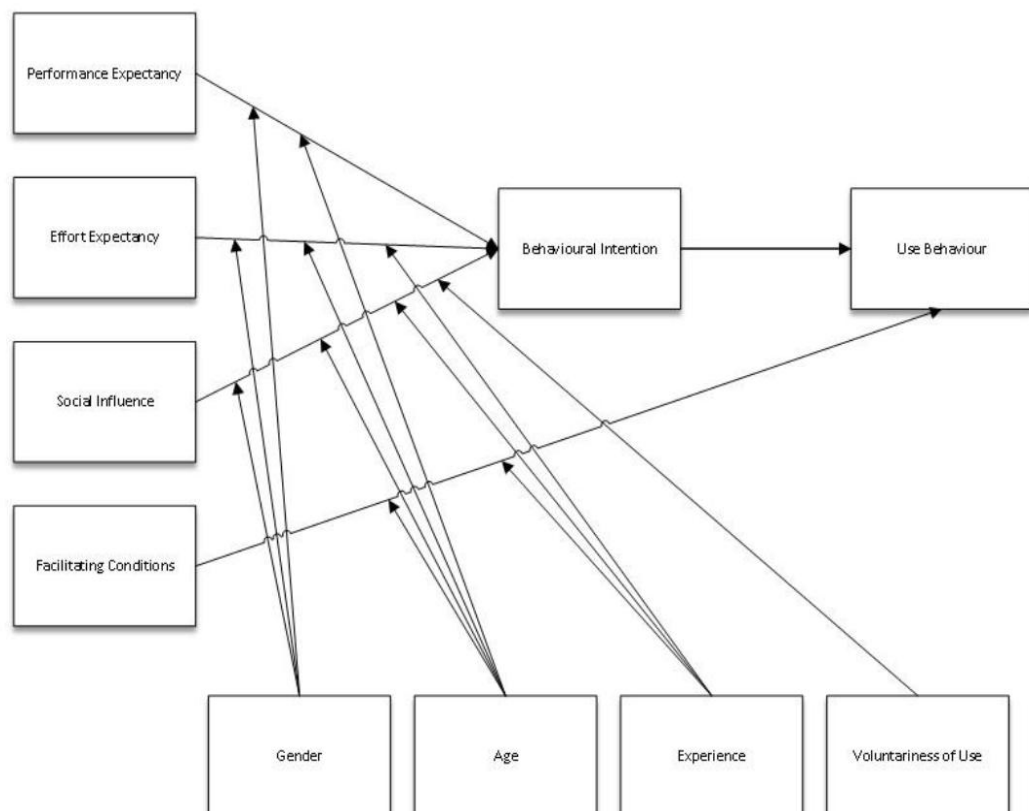 Performance Expectancy
Effort Expectancy
Behavioural Intention
Use Behaviour
Social Influence
Facilitating Conditions
Gender
Age
Experience
Voluntariness of Use